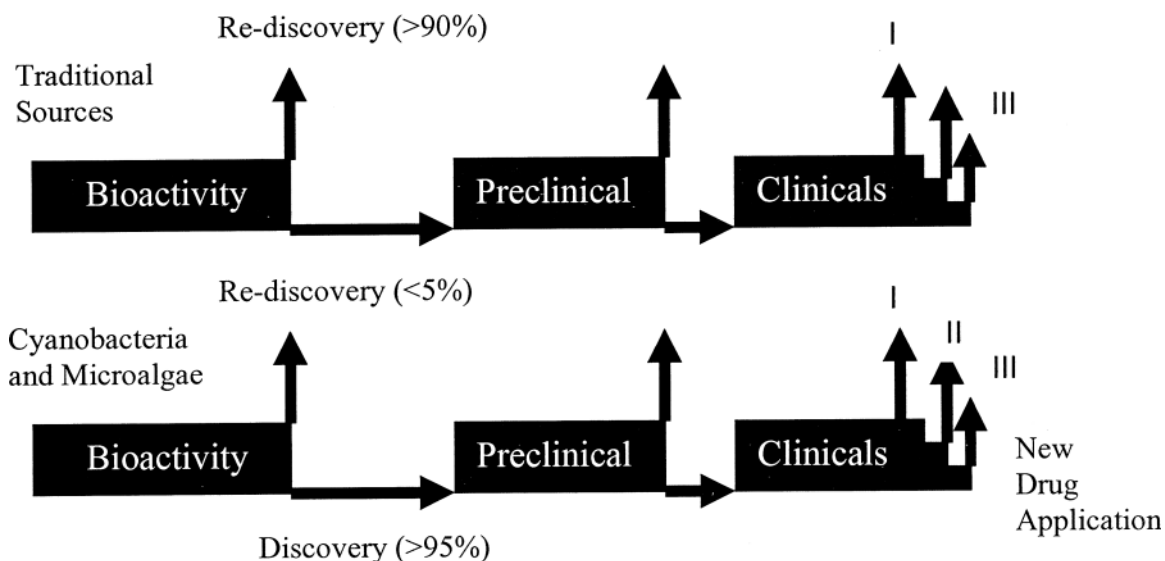 Re-discovery (>90%)
I
Traditional
Sources
III
Bioactivity
Preclinical
Clinicals
Re-discovery (<5%)
I
Cyanobacteria
and Microalgae
II
III
Bioactivity
Preclinical
Clinicals
New
Drug
Application
Discovery (>95%)